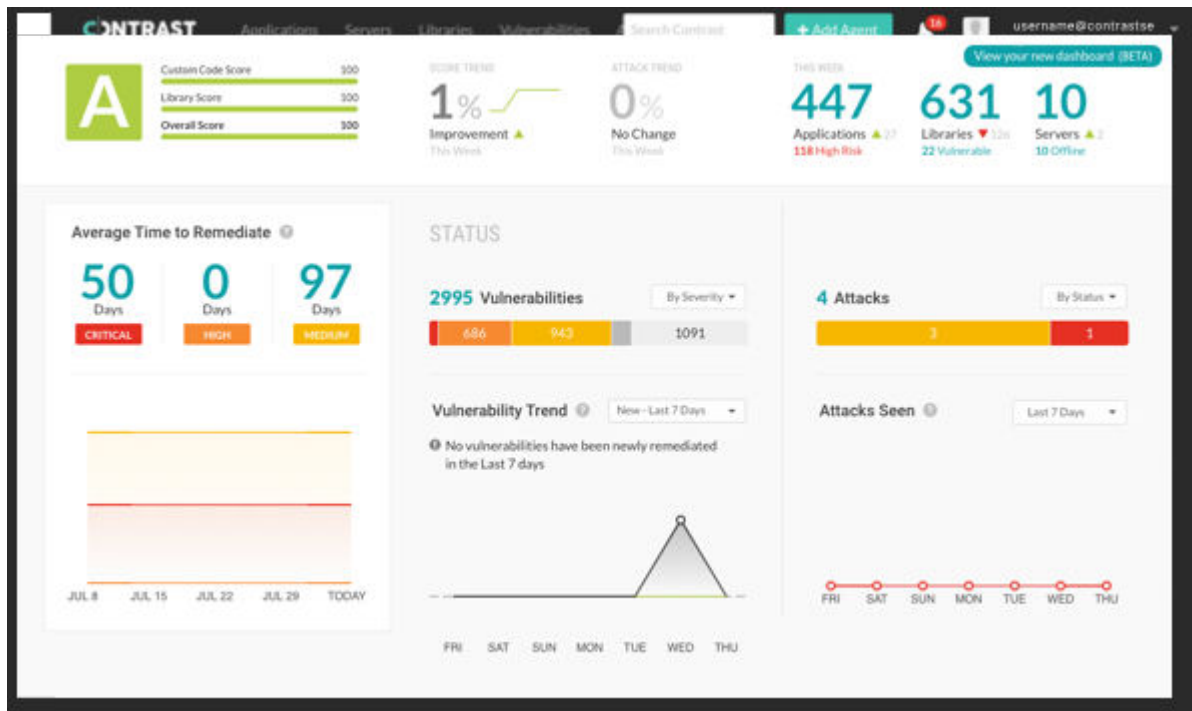 CONTRAST Applications Servers Libraries Vulnerabilities Search Contrast + Add Agent 16 username@contrastse
View your new dashboard (BETA)
A
Custom Code Score 100
Library Score 100
Overall Score 100
SCORE TREND
1%
Improvement
This Week
ATTACK TREND
0%
No Change
This Week
THIS WEEK
447
Applications 27
118 High Risk
631
Libraries
22 Vulnerable
10
Servers 2
10 Offline
Average Time to Remediate ?
50 0 97
Days Days Days
CRITICAL HIGH MEDIUM
JUL 8 JUL 15 JUL 22 JUL 29 TODAY
STATUS
2995 Vulnerabilities By Severity
686 943 1091
Vulnerability Trend ? New - Last 7 Days
No vulnerabilities have been newly remediated
in the Last 7 days
FRI SAT SUN MON TUE WED THU
4 Attacks By Status
3 1
Attacks Seen ? Last 7 Days
FRI SAT SUN MON TUE WED THU